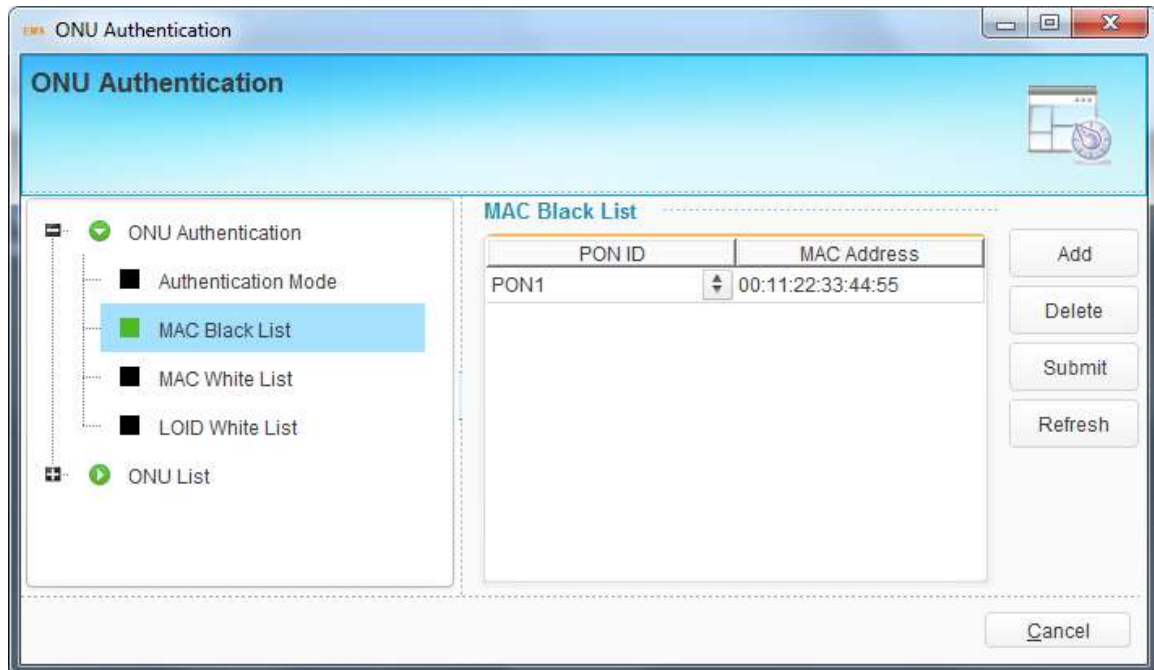 ONU Authentication
ONU Authentication
ONU Authentication
Authentication Mode
MAC Black List
MAC White List
LOID White List
ONU List
MAC Black List
PON ID MAC Address
PON1 00:11:22:33:44:55
Add
Delete
Submit
Refresh
Cancel